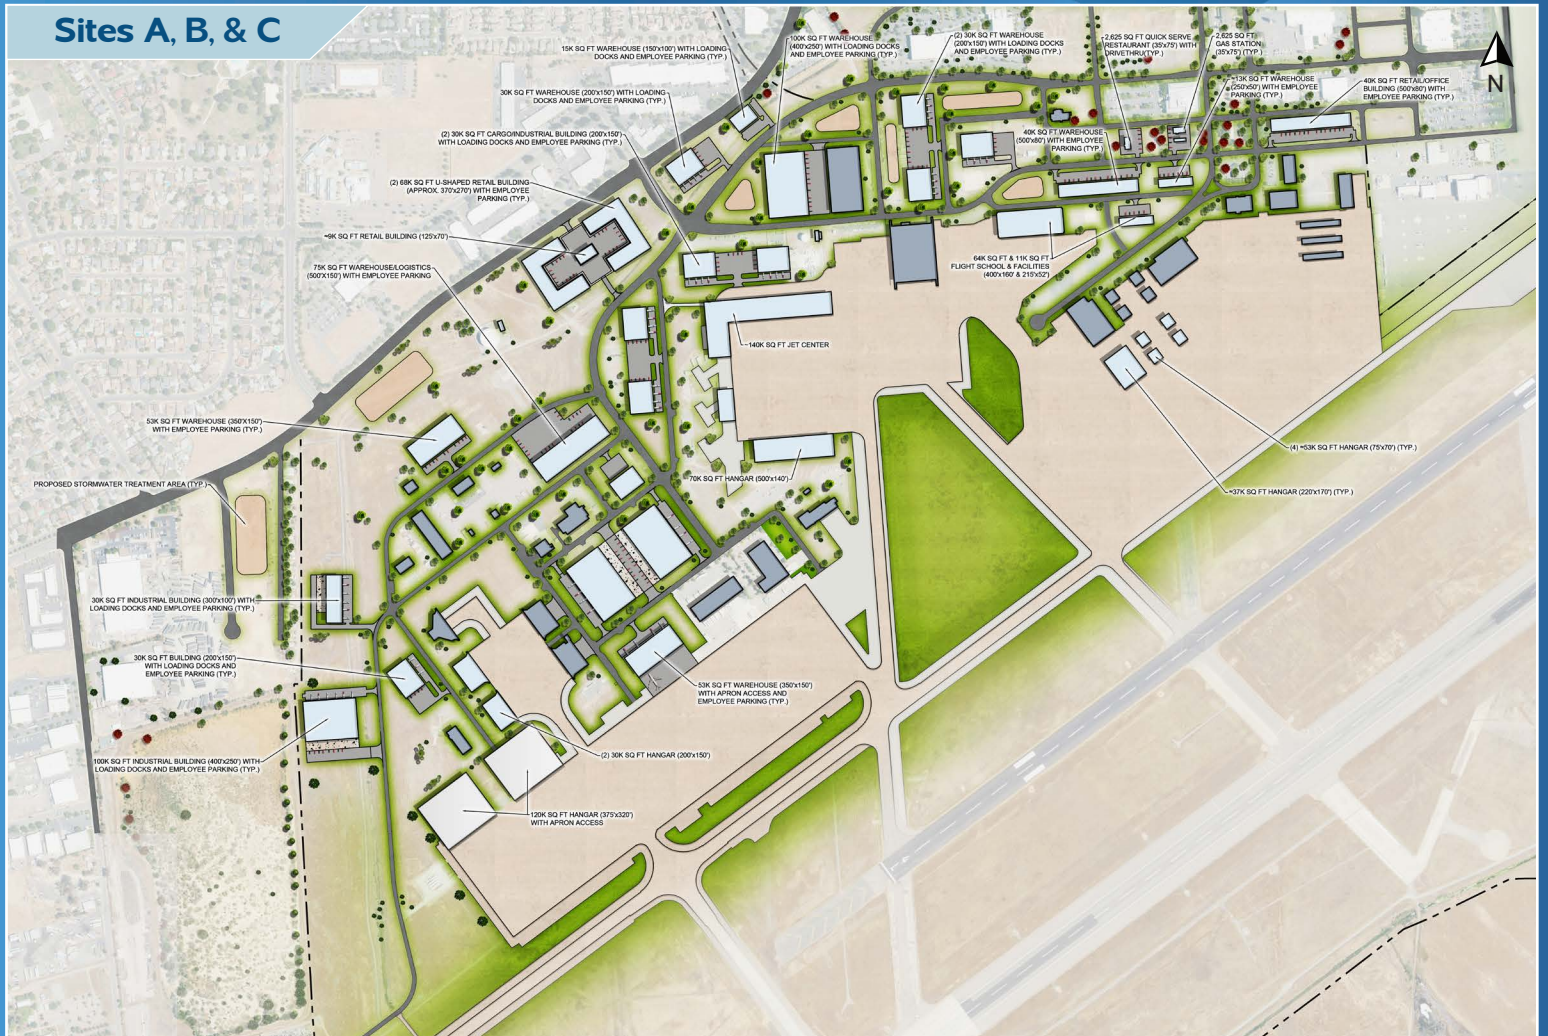 Sites A, B, & C
15K SQ FT WAREHOUSE (150'x100') WITH LOADING
DOCKS AND EMPLOYEE PARKING (TYP.)
100K SQ FT WAREHOUSE
(400'x250') WITH LOADING DOCKS
AND EMPLOYEE PARKING (TYP.)
(2) 30K SQ FT WAREHOUSE
(200'x150') WITH LOADING DOCKS
AND EMPLOYEE PARKING (TYP.)
2,625 SQ FT QUICK SERVE
RESTAURANT (35'x75') WITH
DRIVETHRU(TYP.)
2,625 SQ FT
GAS STATION
(35'x75') (TYP.)
N
30K SQ FT WAREHOUSE (200'x150') WITH LOADING
DOCKS AND EMPLOYEE PARKING (TYP.)
~13K SQ FT WAREHOUSE
(250'x50') WITH EMPLOYEE
PARKING (TYP.)
40K SQ FT RETAIL/OFFICE
BUILDING (500'x80') WITH
EMPLOYEE PARKING (TYP.)
(2) 30K SQ FT CARGO/INDUSTRIAL BUILDING (200'x150')
WITH LOADING DOCKS AND EMPLOYEE PARKING (TYP.)
40K SQ FT WAREHOUSE
(500'x80') WITH EMPLOYEE
PARKING (TYP.)
(2) 68K SQ FT U-SHAPED RETAIL BUILDING
(APPROX. 370'x270') WITH EMPLOYEE
PARKING (TYP.)
~9K SQ FT RETAIL BUILDING (125'x70')
75K SQ FT WAREHOUSE/LOGISTICS
(500'X150') WITH EMPLOYEE PARKING
64K SQ FT & 11K SQ FT
FLIGHT SCHOOL & FACILITIES
(400'x160' & 215'x52')
~140K SQ FT JET CENTER
53K SQ FT WAREHOUSE (350'X150')
WITH EMPLOYEE PARKING (TYP.)
(4) ~53K SQ FT HANGAR (75'x70') (TYP.)
PROPOSED STORMWATER TREATMENT AREA (TYP.)
70K SQ FT HANGAR (500'x140')
~37K SQ FT HANGAR (220'x170') (TYP.)
30K SQ FT INDUSTRIAL BUILDING (300'x100') WITH
LOADING DOCKS AND EMPLOYEE PARKING (TYP.)
30K SQ FT BUILDING (200'x150')
WITH LOADING DOCKS AND
EMPLOYEE PARKING (TYP.)
53K SQ FT WAREHOUSE (350'x150')
WITH APRON ACCESS AND
EMPLOYEE PARKING (TYP.)
(2) 30K SQ FT HANGAR (200'x150')
100K SQ FT INDUSTRIAL BUILDING (400'x250') WITH
LOADING DOCKS AND EMPLOYEE PARKING (TYP.)
120K SQ FT HANGAR (375'x320')
WITH APRON ACCESS